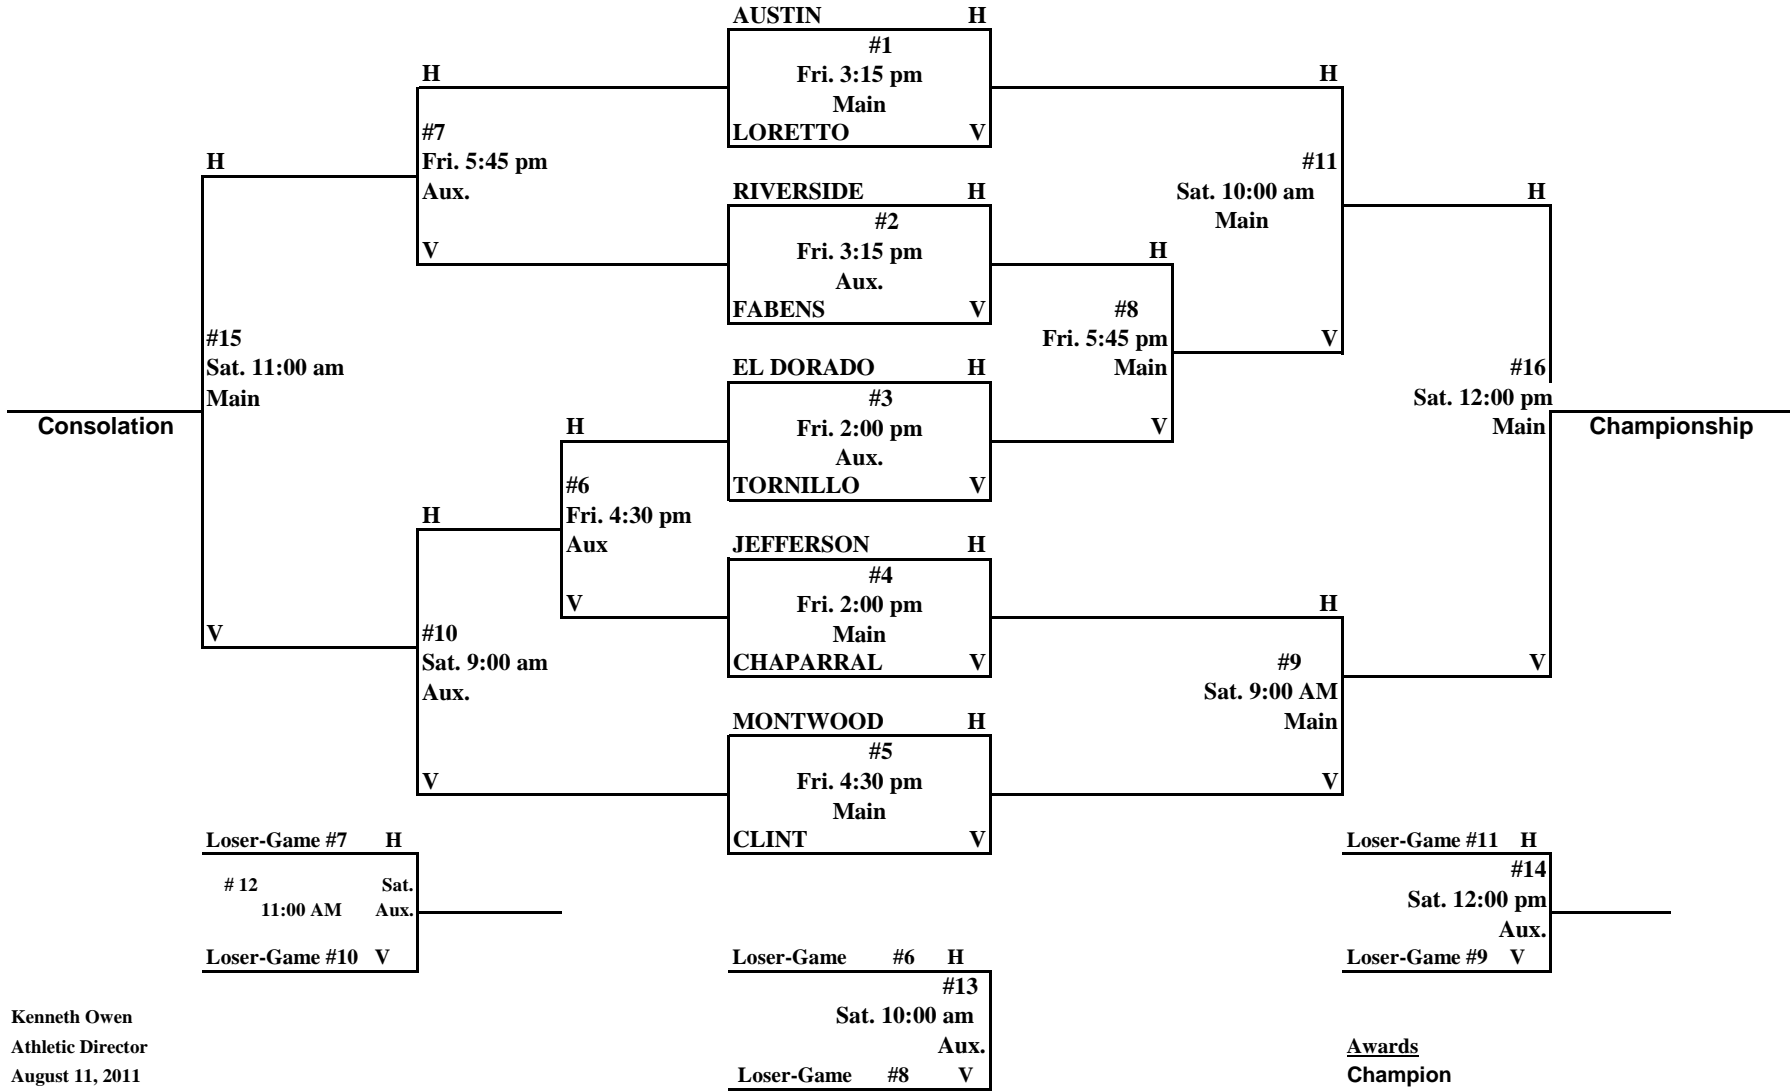 AUSTIN H
#1
H Fri. 3:15 pm H
Main
#7 LORETTO V
H Fri. 5:45 pm #11
Aux. RIVERSIDE H Sat. 10:00 am H
#2 Main
V Fri. 3:15 pm H
Aux.
FABENS V #8
#15 Fri. 5:45 pm V
Sat. 11:00 am EL DORADO H Main #16
Main #3 Sat. 12:00 pm
Consolation H Fri. 2:00 pm V Main Championship
Aux.
#6 TORNILLO V
H Fri. 4:30 pm
Aux JEFFERSON H
#4
V Fri. 2:00 pm H
V #10 Main
Sat. 9:00 am CHAPARRAL V #9 V
Aux. Sat. 9:00 AM
MONTWOOD H Main
#5
V Fri. 4:30 pm V
Main
Loser-Game #7 H CLINT V Loser-Game #11 H
# 12 Sat. #14
11:00 AM Aux. Sat. 12:00 pm
Aux.
Loser-Game #10 V Loser-Game #6 H Loser-Game #9 V
#13
Kenneth Owen Sat. 10:00 am
Athletic Director Aux. Awards
August 11, 2011 Loser-Game #8 V Champion